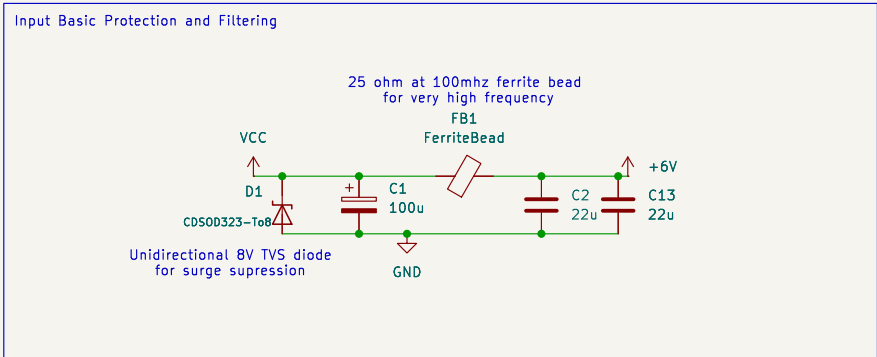 Input Basic Protection and Filtering
25 ohm at 100mhz ferrite bead
for very high frequency
FB1
FerriteBead
VCC
+6V
D1
CDSOD323-To8
+
C1
100u
C2
22u
C13
22u
Unidirectional 8V TVS diode
for surge supression
GND